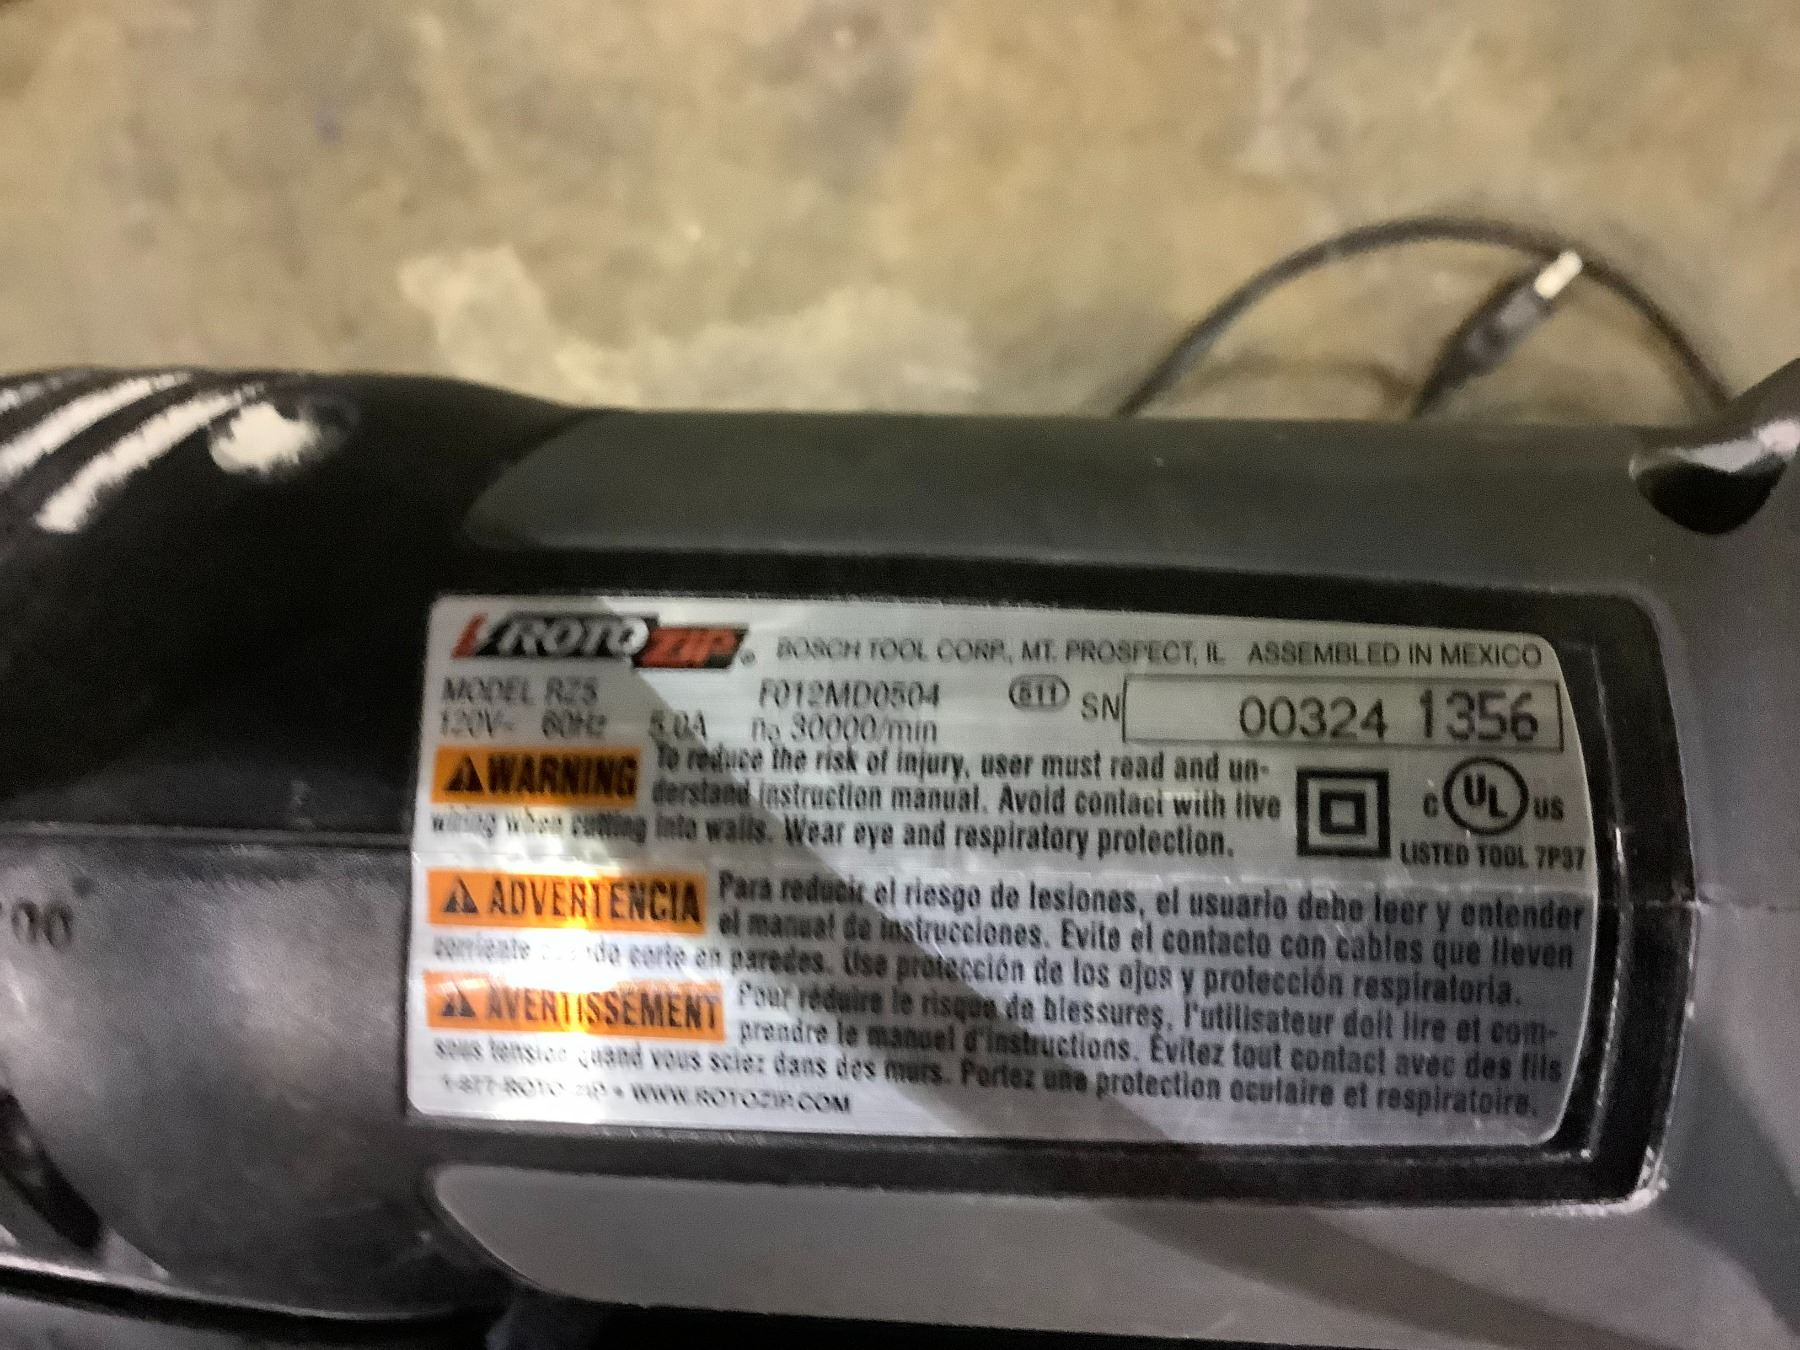 ROTOZIP® BOSCH TOOL CORP., MT. PROSPECT, IL ASSEMBLED IN MEXICO
MODEL RZ5 F012MD0504 511 SN 00324 1356
120V~ 60Hz 5.0A n₀ 30000/min
WARNING To reduce the risk of injury, user must read and un-
derstand instruction manual. Avoid contact with live
wiring when cutting into walls. Wear eye and respiratory protection.
C UL US
LISTED TOOL 7P37
ADVERTENCIA Para reducir el riesgo de lesiones, el usuario debe leer y entender
el manual de instrucciones. Evite el contacto con cables que lleven
corriente cuando corte en paredes. Use protección de los ojos y protección respiratoria.
AVERTISSEMENT Pour réduire le risque de blessures, l'utilisateur doit lire et com-
prendre le manuel d'instructions. Évitez tout contact avec des fils
sous tension quand vous sciez dans des murs. Portez une protection oculaire et respiratoire.
1-877-ROTO-ZIP • WWW.ROTOZIP.COM
00